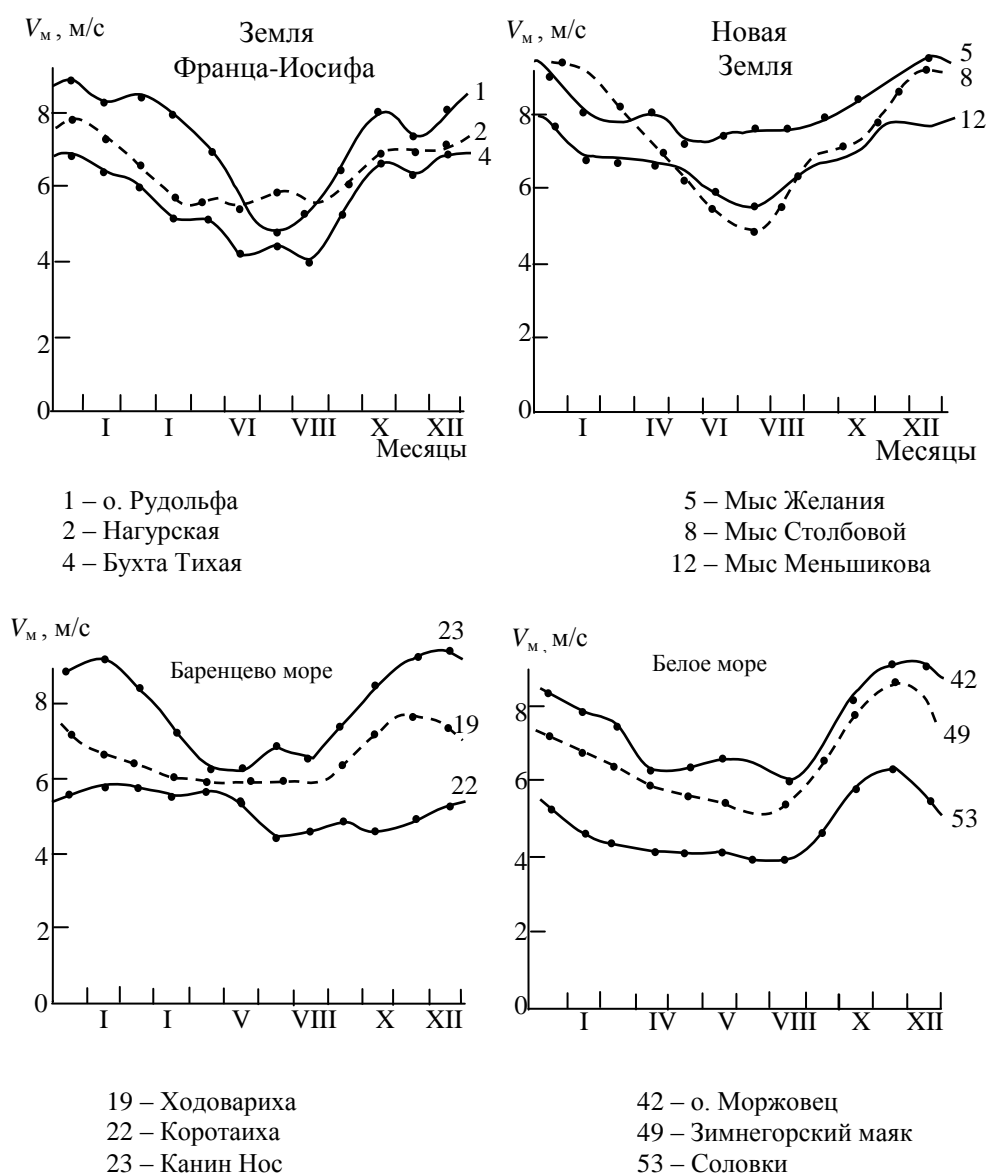 Vм , м/с
Земля
Франца-Иосифа
8
6
4
2
0
1
2
4
I I VI VIII X XII
Месяцы
1 – о. Рудольфа
2 – Нагурская
4 – Бухта Тихая
Vм , м/с
Новая
Земля
8
6
4
2
0
5
8
12
I IV VI VIII X XII
Месяцы
5 – Мыс Желания
8 – Мыс Столбовой
12 – Мыс Меньшикова
Vм , м/с
Баренцево море
8
6
4
2
0
23
19
22
I I V VIII X XII
19 – Ходовариха
22 – Коротаиха
23 – Канин Нос
Vм , м/с
Белое море
8
6
4
2
0
42
49
53
I IV V VIII X XII
42 – о. Моржовец
49 – Зимнегорский маяк
53 – Соловки